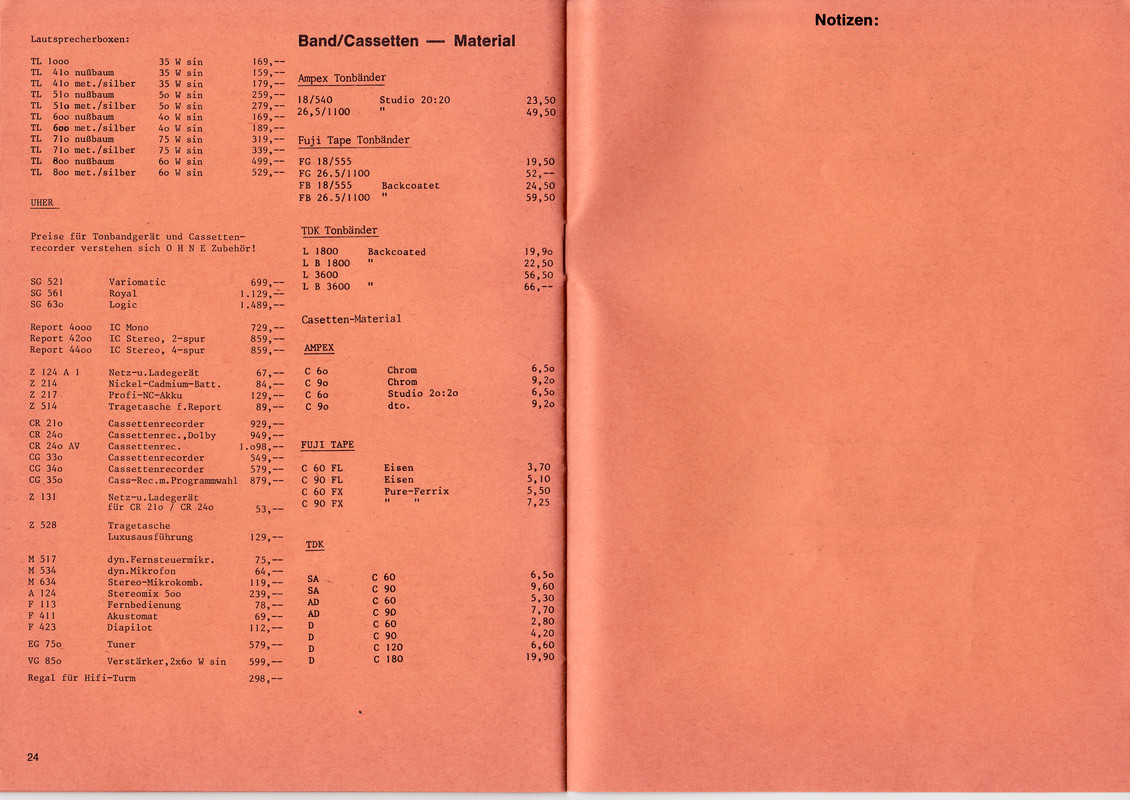 Lautsprecherboxen:
TL 1ooo 35 W sin 169,--
TL 41o nußbaum 35 W sin 159,--
TL 41o met./silber 35 W sin 179,--
TL 51o nußbaum 5o W sin 259,--
TL 51o met./silber 5o W sin 279,--
TL 6oo nußbaum 4o W sin 169,--
TL 6oo met./silber 4o W sin 189,--
TL 71o nußbaum 75 W sin 319,--
TL 71o met./silber 75 W sin 339,--
TL 8oo nußbaum 6o W sin 499,--
TL 8oo met./silber 6o W sin 529,--
UHER
Preise für Tonbandgerät und Cassetten-
recorder verstehen sich O H N E Zubehör!
SG 521 Variomatic 699,--
SG 561 Royal 1.129,--
SG 63o Logic 1.489,--
Report 4ooo IC Mono 729,--
Report 42oo IC Stereo, 2-spur 859,--
Report 44oo IC Stereo, 4-spur 859,--
Z 124 A 1 Netz-u.Ladegerät 67,--
Z 214 Nickel-Cadmium-Batt. 84,--
Z 217 Profi-NC-Akku 129,--
Z 514 Tragetasche f.Report 89,--
CR 21o Cassettenrecorder 929,--
CR 24o Cassettenrec.,Dolby 949,--
CR 24o AV Cassettenrec. 1.o98,--
CG 33o Cassettenrecorder 549,--
CG 34o Cassettenrecorder 579,--
CG 35o Cass-Rec.m.Programmwahl 879,--
Z 131 Netz-u.Ladegerät
für CR 21o / CR 24o 53,--
Z 528 Tragetasche
Luxusausführung 129,--
M 517 dyn.Fernsteuermikr. 75,--
M 534 dyn.Mikrofon 64,--
M 634 Stereo-Mikrokomb. 119,--
A 124 Stereomix 5oo 239,--
F 113 Fernbedienung 78,--
F 411 Akustomat 69,--
F 423 Diapilot 112,--
EG 75o Tuner 579,--
VG 85o Verstärker,2x6o W sin 599,--
Regal für Hifi-Turm 298,--
24
Band/Cassetten — Material
Ampex Tonbänder
18/540 Studio 20:20 23,50
26,5/1100 " 49,50
Fuji Tape Tonbänder
FG 18/555 19,50
FG 26.5/1100 52,--
FB 18/555 Backcoatet 24,50
FB 26.5/1100 " 59,50
TDK Tonbänder
L 1800 Backcoated 19,9o
L B 1800 " 22,50
L 3600 56,50
L B 3600 " 66,--
Casetten-Material
AMPEX
C 6o Chrom 6,5o
C 9o Chrom 9,2o
C 6o Studio 2o:2o 6,5o
C 9o dto. 9,2o
FUJI TAPE
C 60 FL Eisen 3,70
C 90 FL Eisen 5,10
C 60 FX Pure-Ferrix 5,50
C 90 FX " " 7,25
TDK
SA C 60 6,5o
SA C 90 9,60
AD C 60 5,30
AD C 90 7,70
D C 60 2,80
D C 90 4,20
D C 120 6,60
D C 180 19,90
Notizen: